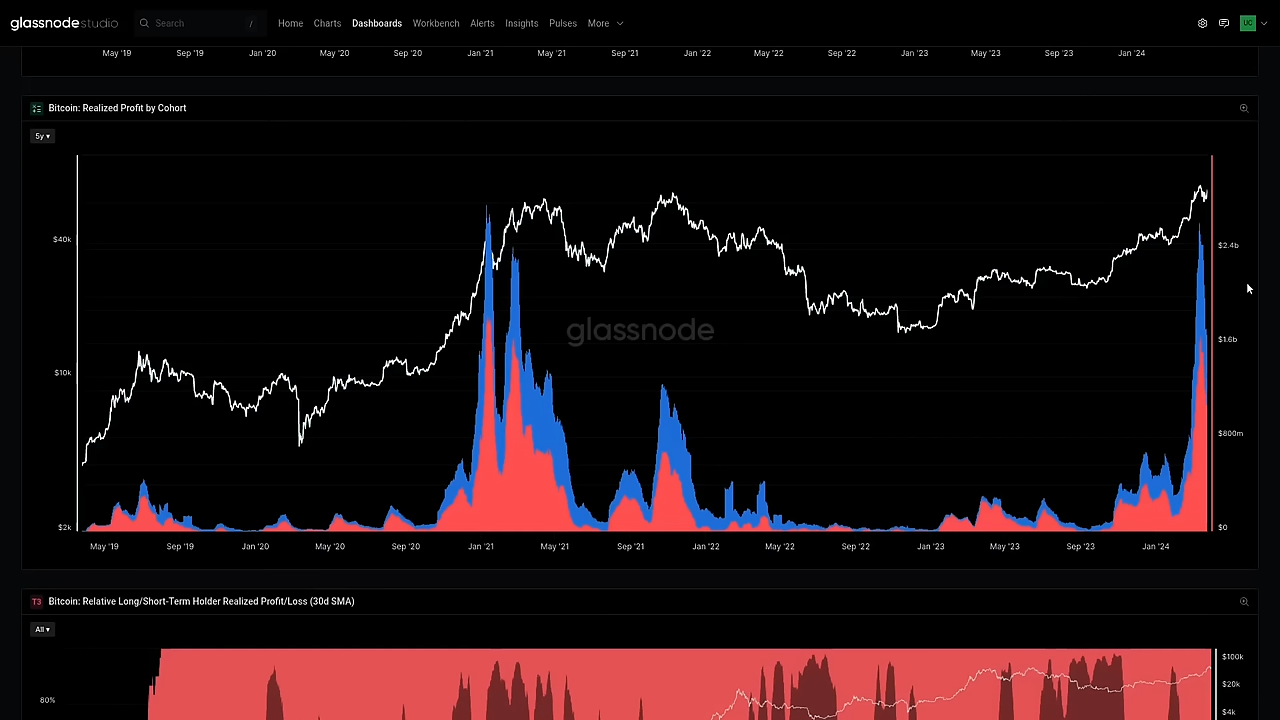 glassnodestudio Search / Home Charts Dashboards Workbench Alerts Insights Pulses More UC
May '19 Sep '19 Jan '20 May '20 Sep '20 Jan '21 May '21 Sep '21 Jan '22 May '22 Sep '22 Jan '23 May '23 Sep '23 Jan '24
Bitcoin: Realized Profit by Cohort
5y ▾
$40k
$2.4b
glassnode
$1.6b
$10k
$800m
$2k
$0
May '19 Sep '19 Jan '20 May '20 Sep '20 Jan '21 May '21 Sep '21 Jan '22 May '22 Sep '22 Jan '23 May '23 Sep '23 Jan '24
T3 Bitcoin: Relative Long/Short-Term Holder Realized Profit/Loss (30d SMA)
All ▾
$100k
$20k
80%
$4k